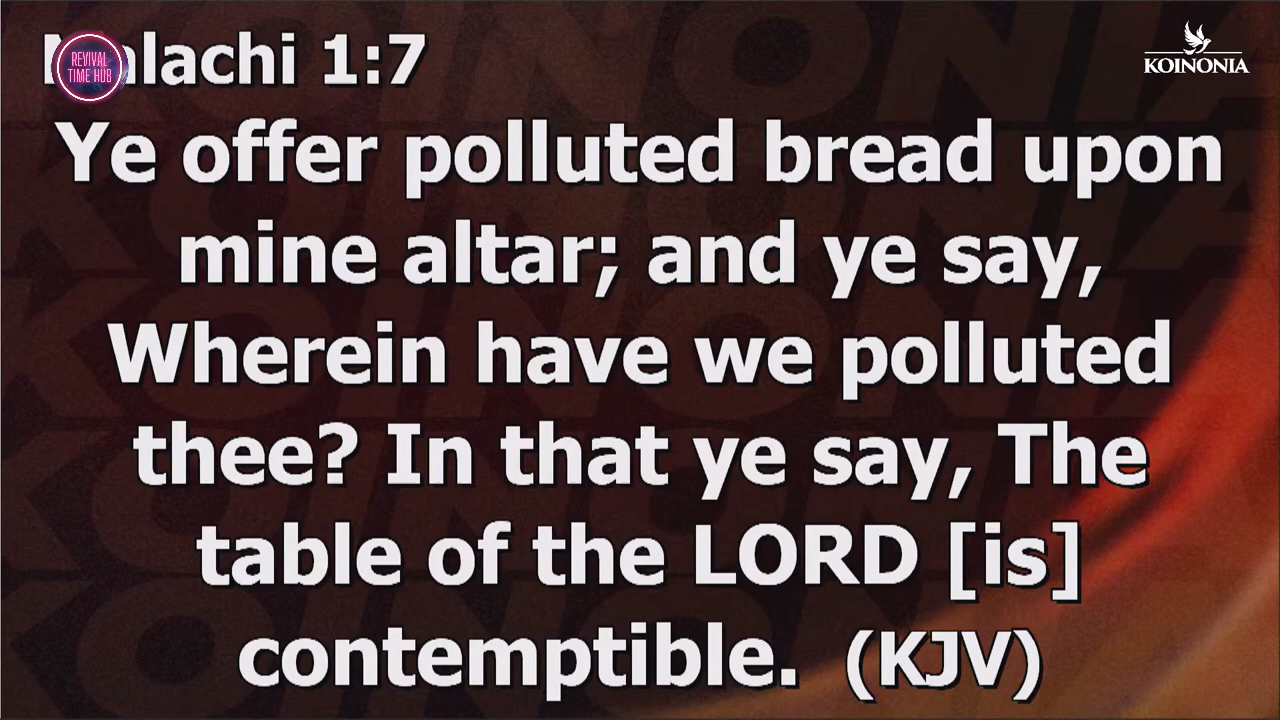 Malachi 1:7
REVIVAL
TIME HUB
KOINONIA
Ye offer polluted bread upon
mine altar; and ye say,
Wherein have we polluted
thee? In that ye say, The
table of the LORD [is]
contemptible. (KJV)